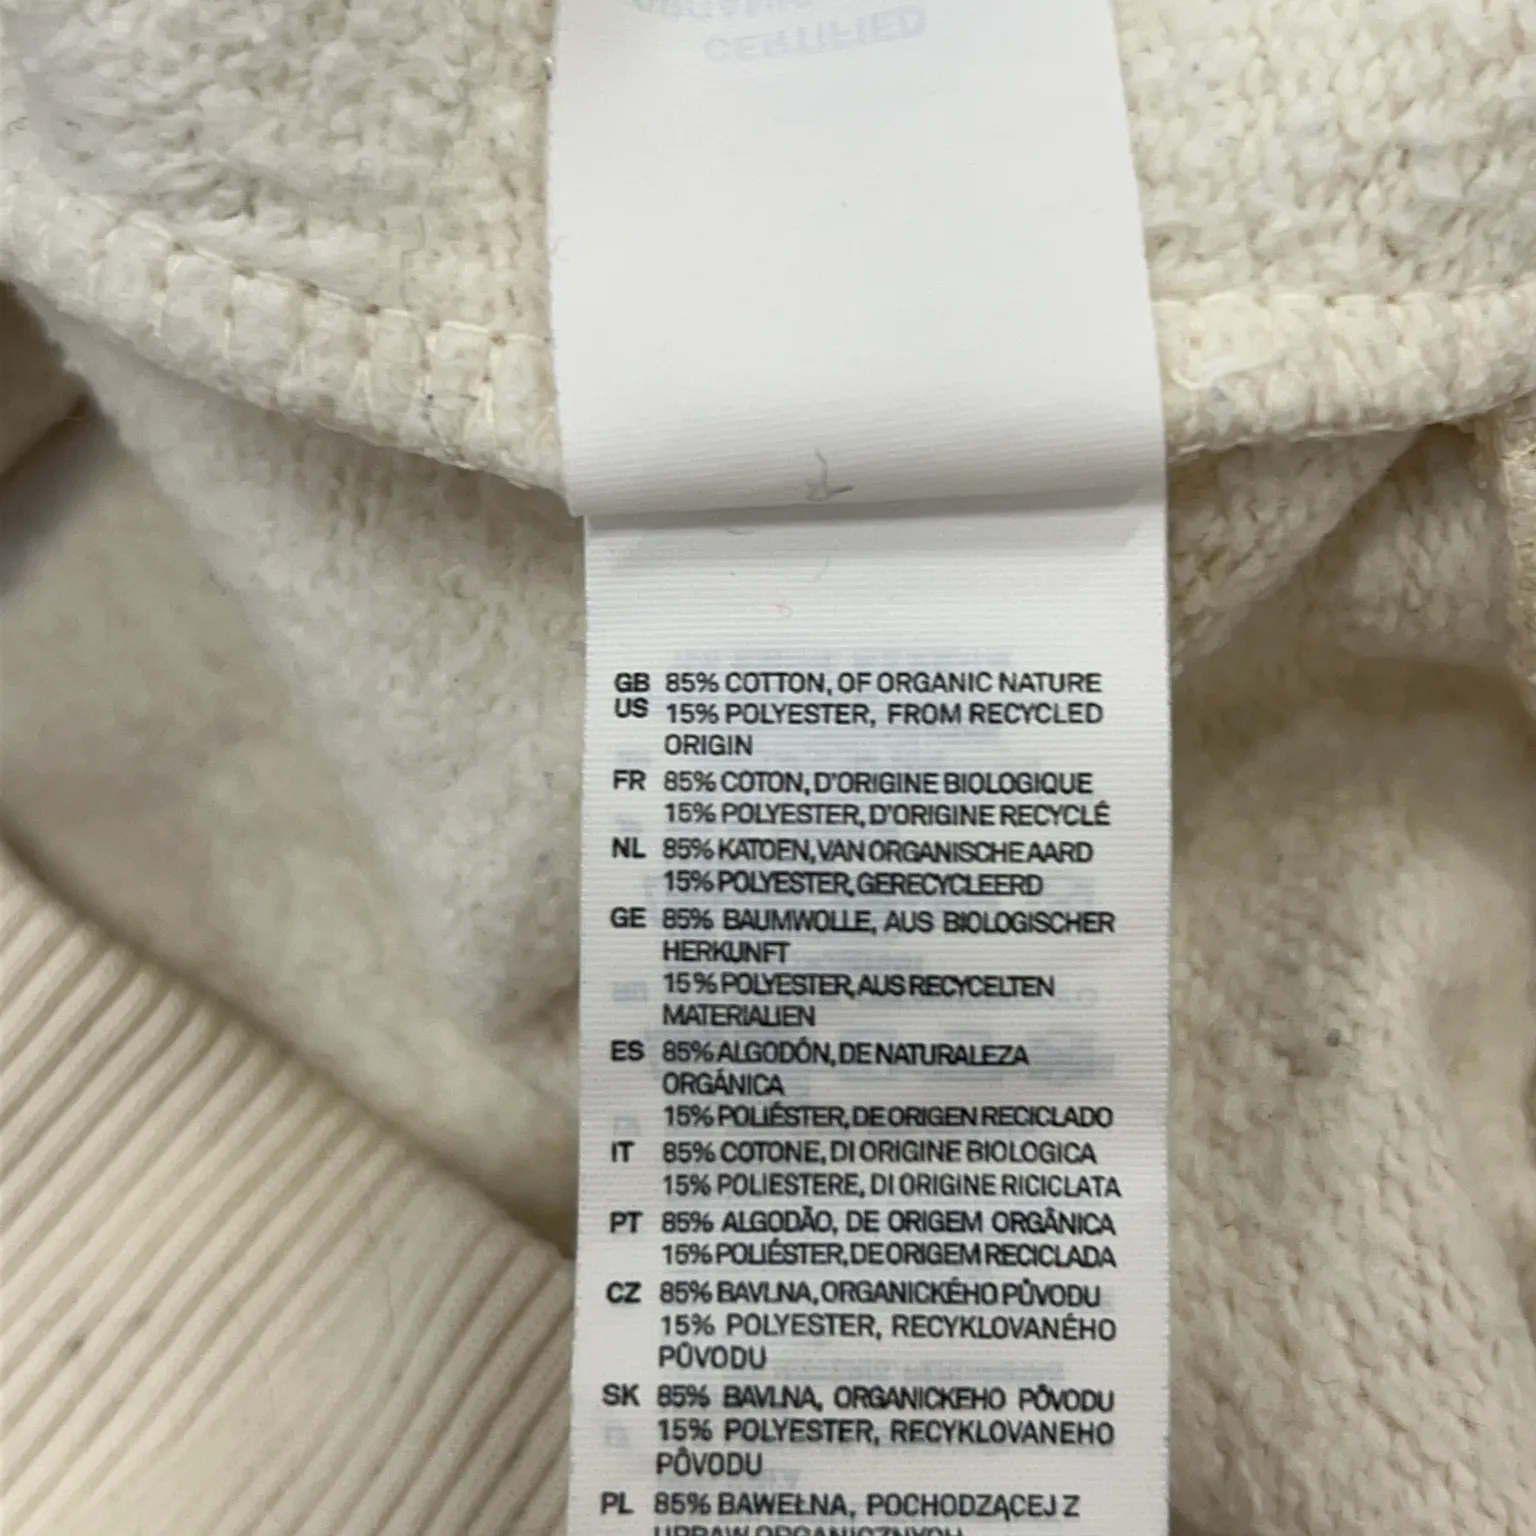 ORGANIC
CERTIFIED
GB 85% COTTON, OF ORGANIC NATURE
US 15% POLYESTER, FROM RECYCLED
ORIGIN
FR 85% COTON, D'ORIGINE BIOLOGIQUE
15% POLYESTER, D'ORIGINE RECYCLÉ
NL 85% KATOEN, VAN ORGANISCHE AARD
15% POLYESTER, GERECYCLEERD
GE 85% BAUMWOLLE, AUS BIOLOGISCHER
HERKUNFT
15% POLYESTER, AUS RECYCELTEN
MATERIALIEN
ES 85% ALGODÓN, DE NATURALEZA
ORGÁNICA
15% POLIÉSTER, DE ORIGEN RECICLADO
IT 85% COTONE, DI ORIGINE BIOLOGICA
15% POLIESTERE, DI ORIGINE RICICLATA
PT 85% ALGODÃO, DE ORIGEM ORGÂNICA
15% POLIÉSTER, DE ORIGEM RECICLADA
CZ 85% BAVLNA, ORGANICKÉHO PŮVODU
15% POLYESTER, RECYKLOVANÉHO
PŮVODU
SK 85% BAVLNA, ORGANICKEHO PÔVODU
15% POLYESTER, RECYKLOVANEHO
PÔVODU
PL 85% BAWEŁNA, POCHODZĄCEJ Z
UPRAW ORGANICZNYCH